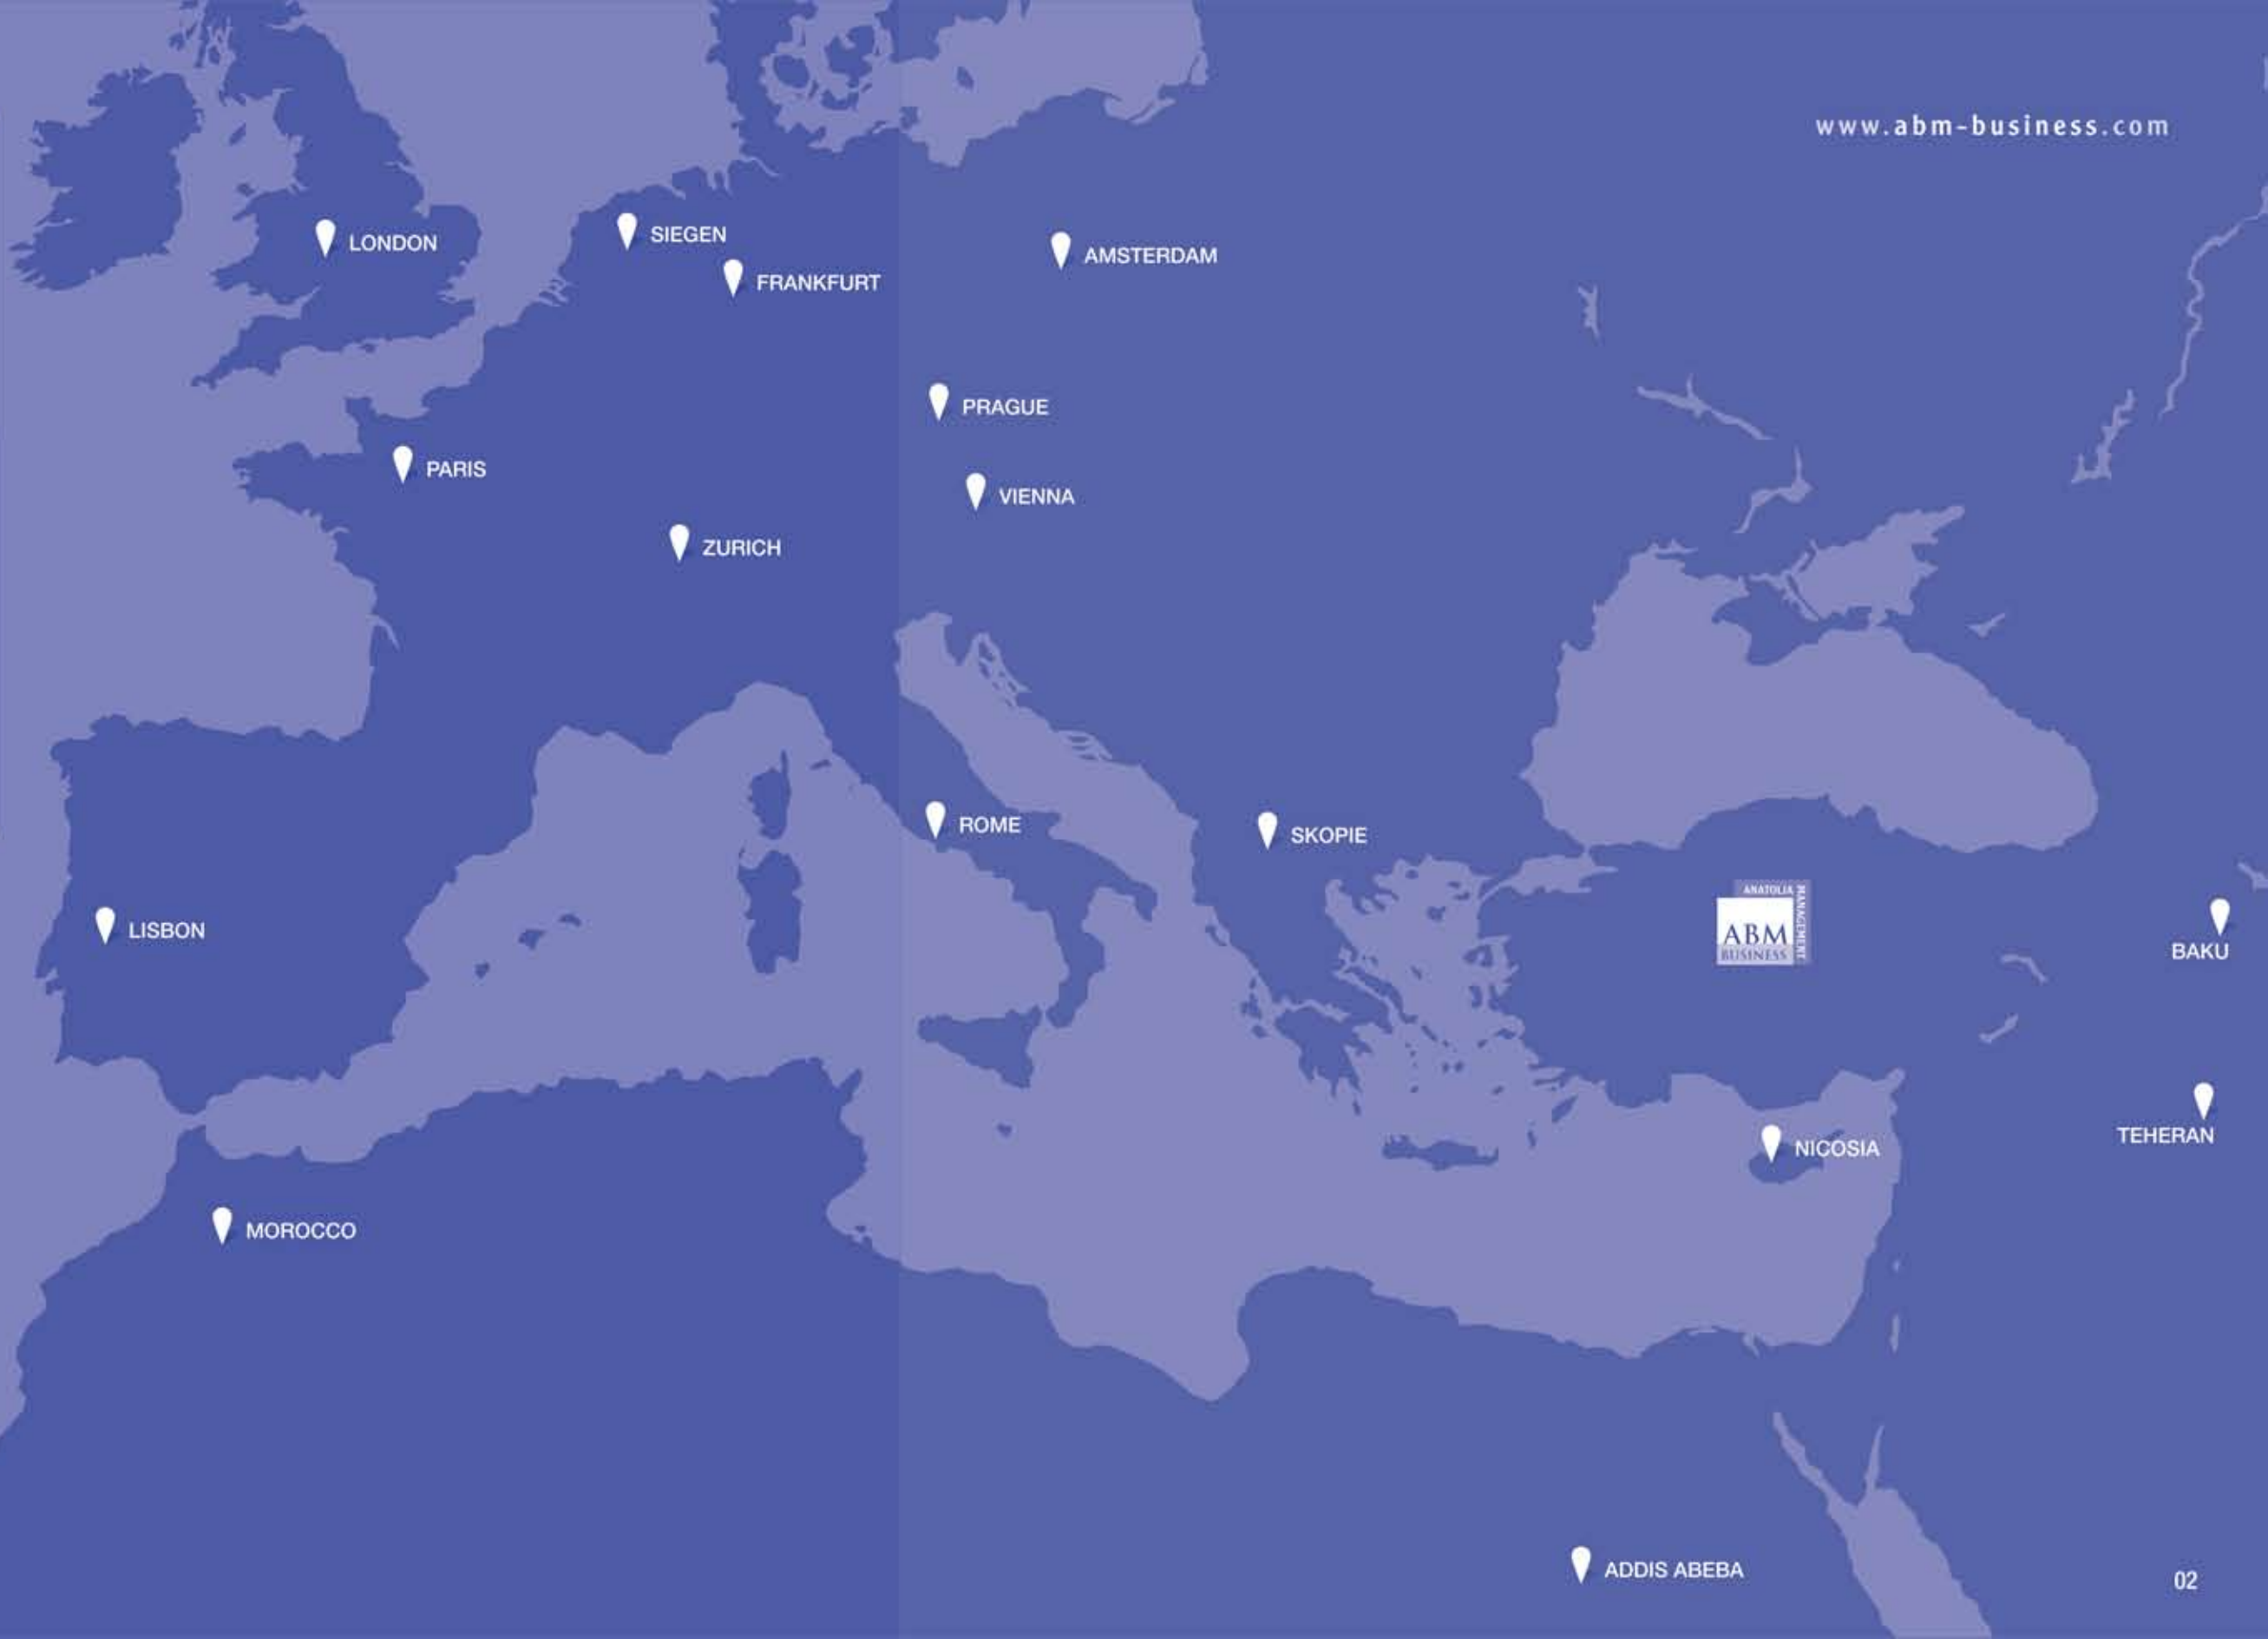 www.abm-business.com
LONDON
SIEGEN
AMSTERDAM
FRANKFURT
PRAGUE
PARIS
VIENNA
ZURICH
ROME
SKOPIE
ANATOLIA
MANAGEMENT
ABM
BUSINESS
LISBON
BAKU
TEHERAN
NICOSIA
MOROCCO
ADDIS ABEBA
02